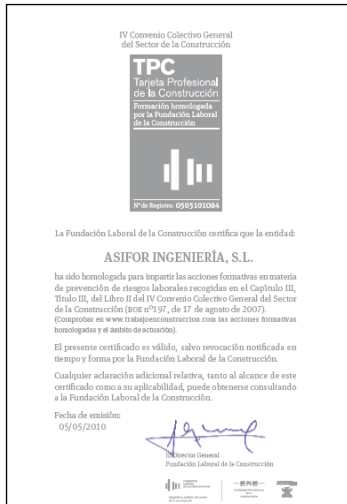 IV Convenio Colectivo General
del Sector de la Construcción
TPC
Tarjeta Profesional
de la Construcción
Formación homologada
por la Fundación Laboral
de la Construcción
Nº de Registro: 0505101084
La Fundación Laboral de la Construcción certifica que la entidad:
ASIFOR INGENIERÍA, S.L.
ha sido homologada para impartir las acciones formativas en materia
de prevención de riesgos laborales recogidas en el Capítulo III,
Título III, del Libro II del IV Convenio Colectivo General del Sector
de la Construcción (BOE nº197, de 17 de agosto de 2007).
(Comprobar en www.trabajoenconstruccion.com las acciones formativas
homologadas y el ámbito de actuación).
El presente certificado es válido, salvo revocación notificada en
tiempo y forma por la Fundación Laboral de la Construcción.
Cualquier aclaración adicional relativa, tanto al alcance de este
certificado como a su aplicabilidad, puede obtenerse consultando
a la Fundación Laboral de la Construcción.
Fecha de emisión:
05/05/2010
Director General
Fundación Laboral de la Construcción